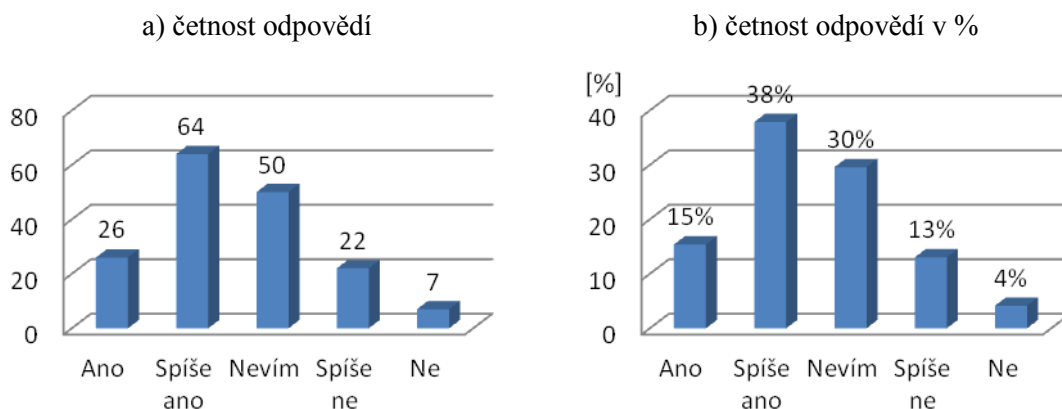 a) četnost odpovědí
80
60
40
20
0
26
64
50
22
7
Ano
Spíše
ano
Nevím
Spíše
ne
Ne
b) četnost odpovědí v %
[%]
40
30
20
10
0
15%
38%
30%
13%
4%
Ano
Spíše
ano
Nevím
Spíše
ne
Ne